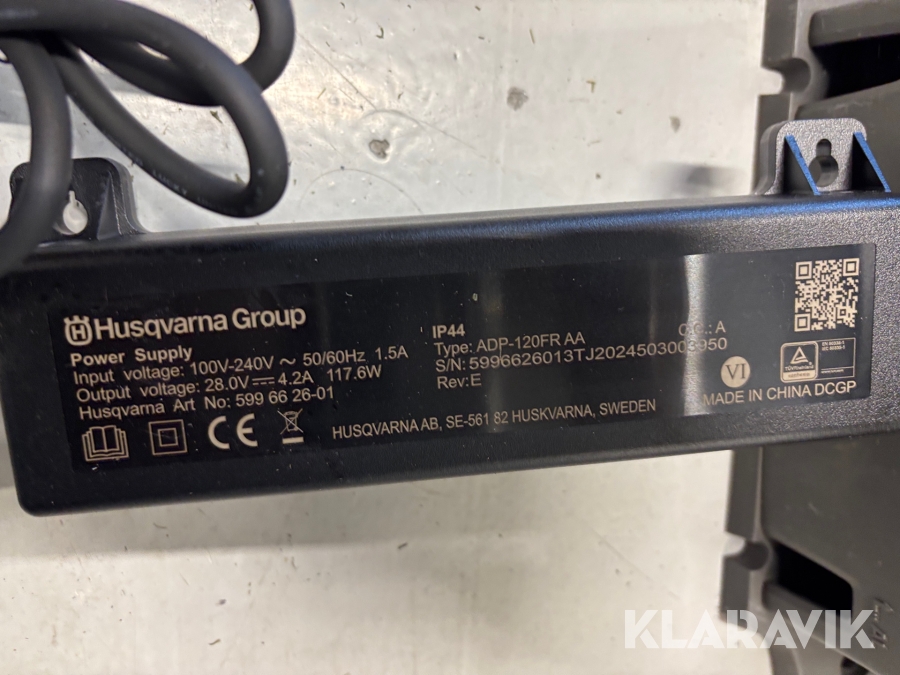 Husqvarna Group
Power Supply
Input voltage: 100V-240V ~ 50/60Hz 1.5A
Output voltage: 28.0V⎓4.2A 117.6W
Husqvarna Art No: 599 66 26-01
CE
IP44
Type: ADP-120FR AA
C.C.: A
S/N: 5996626013TJ2024503003950
Rev:E
HUSQVARNA AB, SE-561 82 HUSKVARNA, SWEDEN
VI
MADE IN CHINA DCGP
KLARAVIK